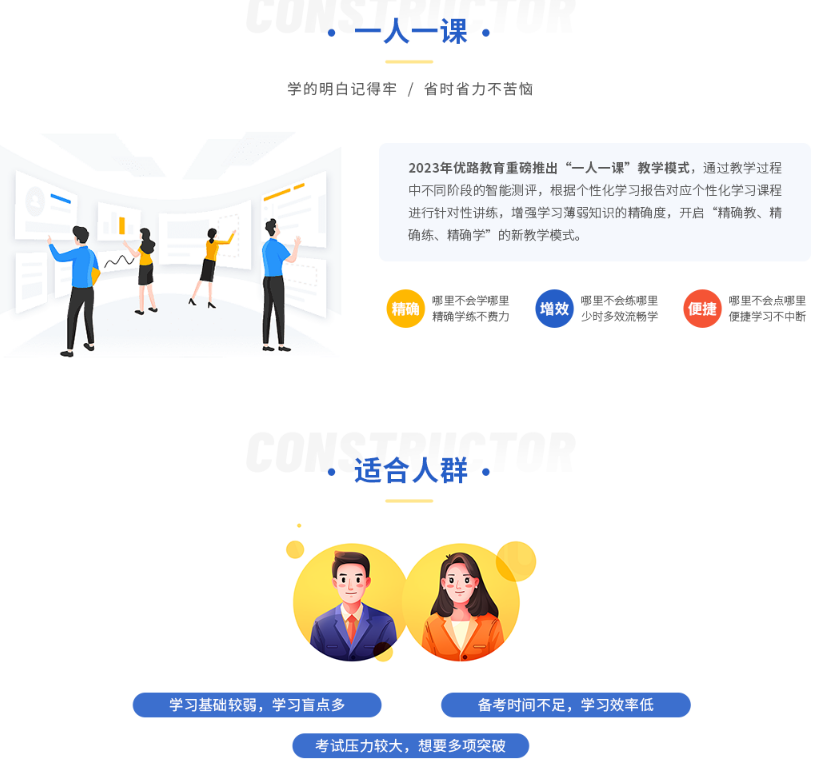 CONSTRUCTOR
· 一人一课 ·
学的明白记得牢 / 省时省力不苦恼
2023年优路教育重磅推出“一人一课”教学模式，通过教学过程
中不同阶段的智能测评，根据个性化学习报告对应个性化学习课程
进行针对性讲练，增强学习薄弱知识的精确度，开启“精确教、精
确练、精确学”的新教学模式。
精确
哪里不会学哪里
精确学练不费力
增效
哪里不会练哪里
少时多效流畅学
便捷
哪里不会点哪里
便捷学习不中断
CONSTRUCTOR
· 适合人群 ·
学习基础较弱，学习盲点多
备考时间不足，学习效率低
考试压力较大，想要多项突破